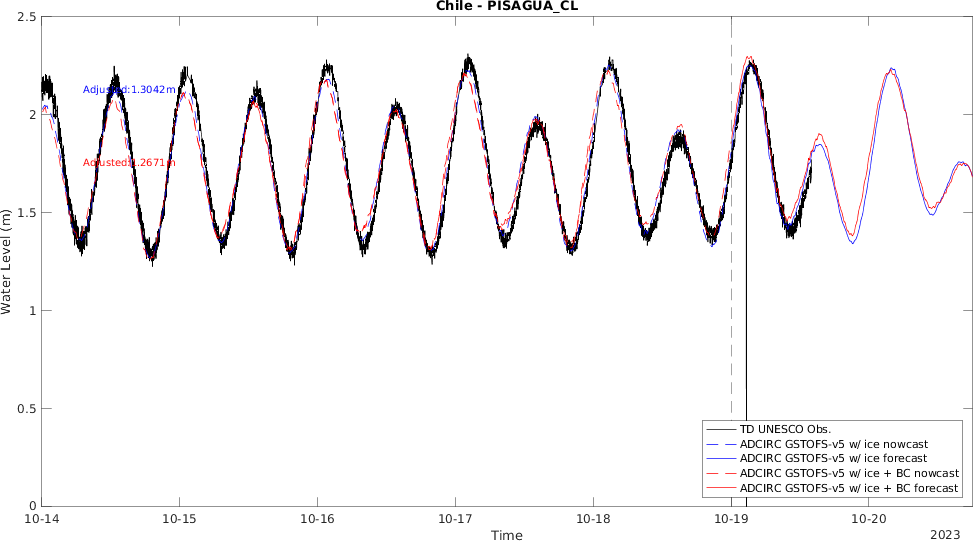 Chile - PISAGUA_CL
2.5
2
1.5
1
0.5
0
Water Level (m)
Adjusted:1.3042m
Adjusted:1.2671m
TD UNESCO Obs.
ADCIRC GSTOFS-v5 w/ ice nowcast
ADCIRC GSTOFS-v5 w/ ice forecast
ADCIRC GSTOFS-v5 w/ ice + BC nowcast
ADCIRC GSTOFS-v5 w/ ice + BC forecast
10-14 10-15 10-16 10-17 10-18 10-19 10-20
Time
2023